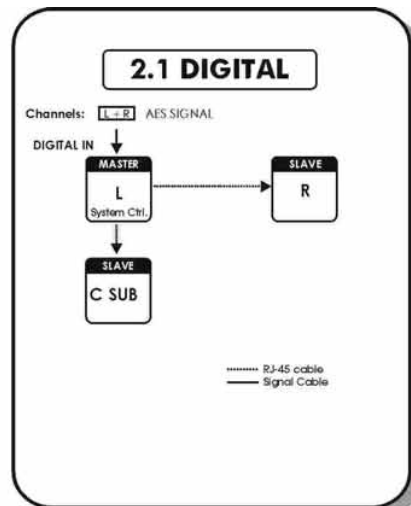 2.1 DIGITAL
Channels: L + R AES SIGNAL
DIGITAL IN
MASTER
L
System Ctrl.
SLAVE
R
SLAVE
C SUB
RJ-45 cable
Signal Cable